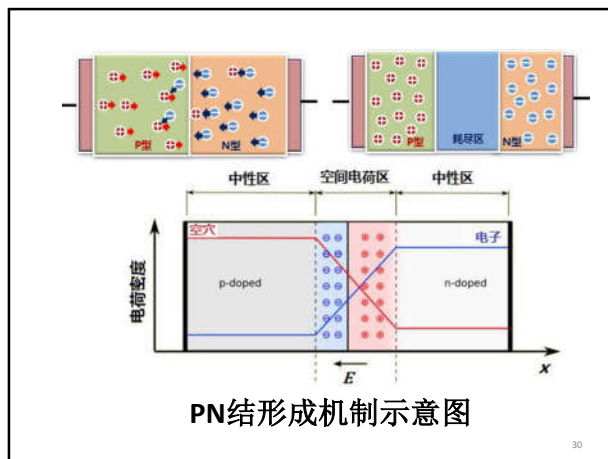 P型
N型
P型
耗尽区
N型
中性区
空间电荷区
中性区
空穴
电子
电荷密度
p-doped
n-doped
E
x
PN结形成机制示意图
30